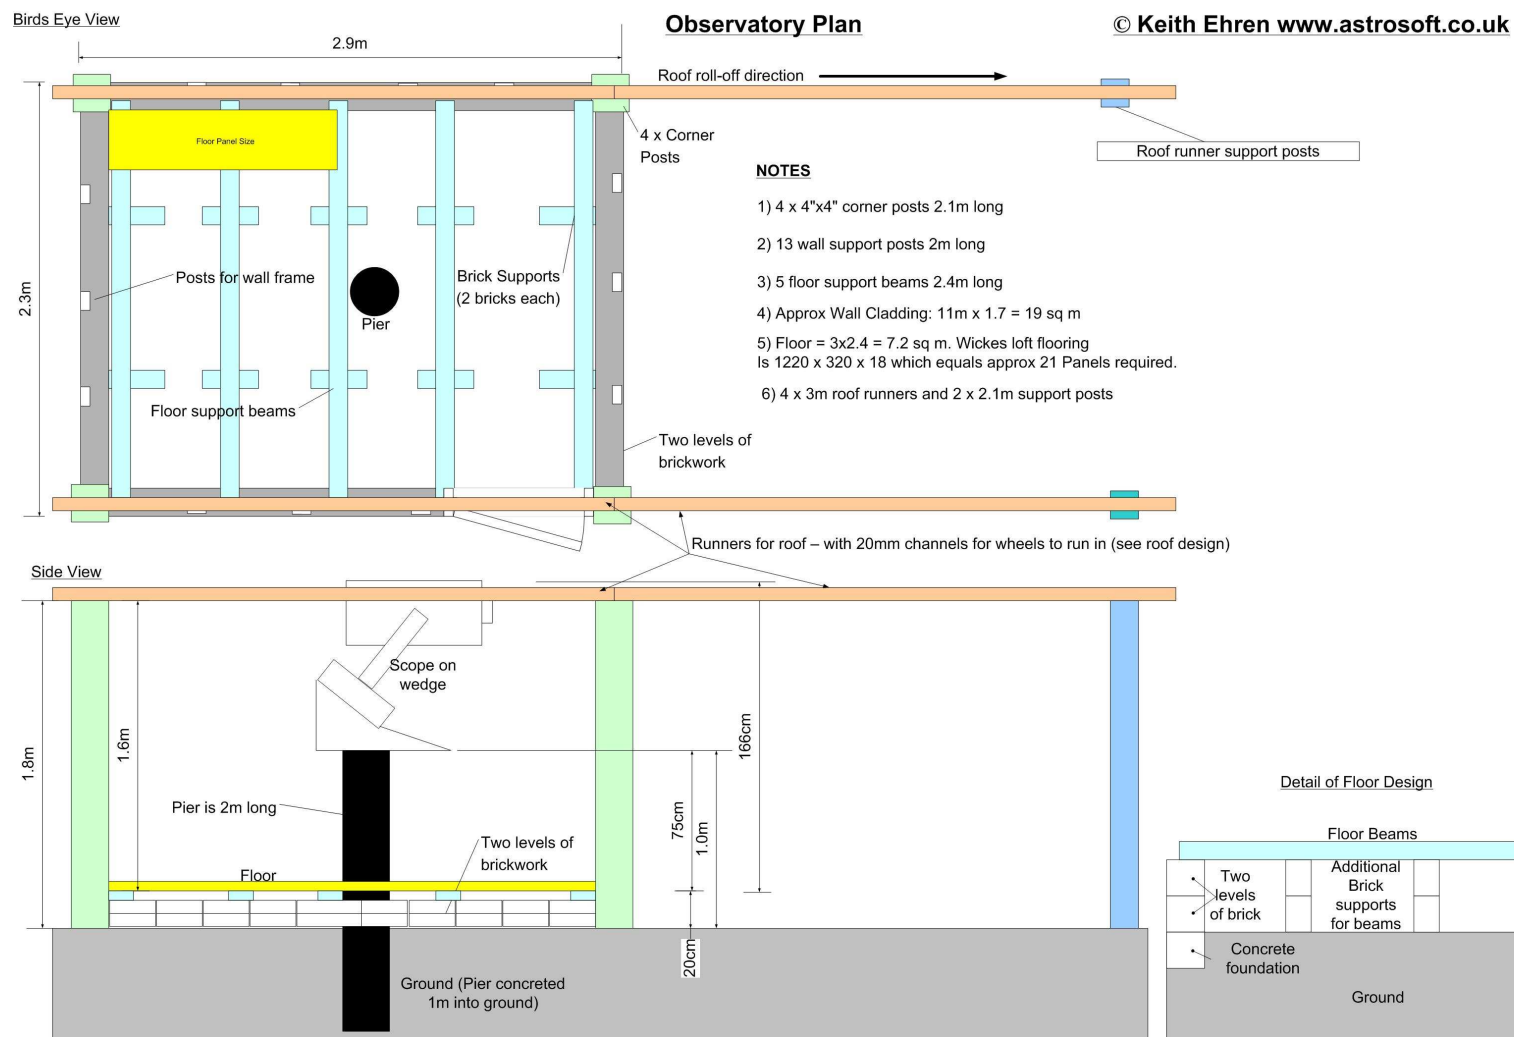 Birds Eye View
Observatory Plan
© Keith Ehren www.astrosoft.co.uk
2.9m
Roof roll-off direction
4 x Corner
Posts
Roof runner support posts
Floor Panel Size
NOTES
1) 4 x 4"x4" corner posts 2.1m long
2) 13 wall support posts 2m long
3) 5 floor support beams 2.4m long
4) Approx Wall Cladding: 11m x 1.7 = 19 sq m
5) Floor = 3x2.4 = 7.2 sq m. Wickes loft flooring
Is 1220 x 320 x 18 which equals approx 21 Panels required.
6) 4 x 3m roof runners and 2 x 2.1m support posts
2.3m
Posts for wall frame
Brick Supports
(2 bricks each)
Pier
Floor support beams
Two levels of
brickwork
Runners for roof – with 20mm channels for wheels to run in (see roof design)
Side View
Scope on
wedge
1.8m
1.6m
166cm
75cm
1.0m
20cm
Pier is 2m long
Two levels of
brickwork
Floor
Ground (Pier concreted
1m into ground)
Detail of Floor Design
Floor Beams
Two
levels
of brick
Additional
Brick
supports
for beams
Concrete
foundation
Ground